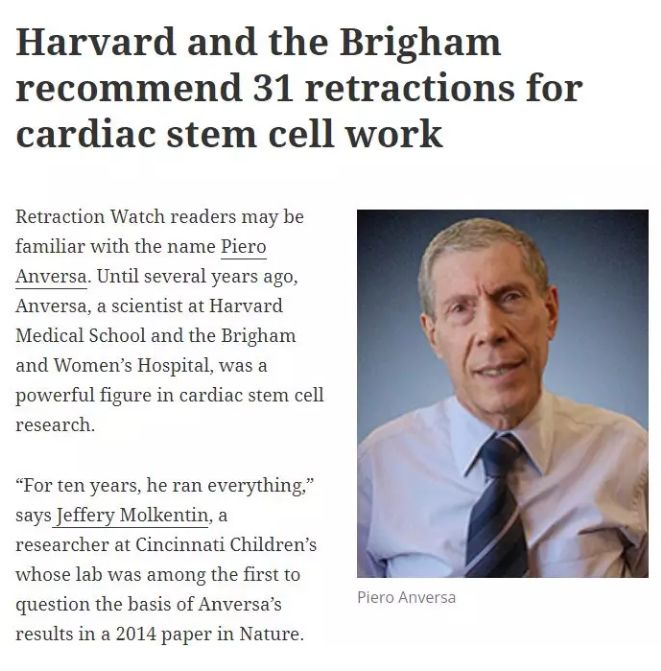 Harvard and the Brigham
recommend 31 retractions for
cardiac stem cell work
Retraction Watch readers may be
familiar with the name Piero
Anversa. Until several years ago,
Anversa, a scientist at Harvard
Medical School and the Brigham
and Women’s Hospital, was a
powerful figure in cardiac stem cell
research.
“For ten years, he ran everything,”
says Jeffery Molkentin, a
researcher at Cincinnati Children’s
whose lab was among the first to
question the basis of Anversa’s
results in a 2014 paper in Nature.
Piero Anversa